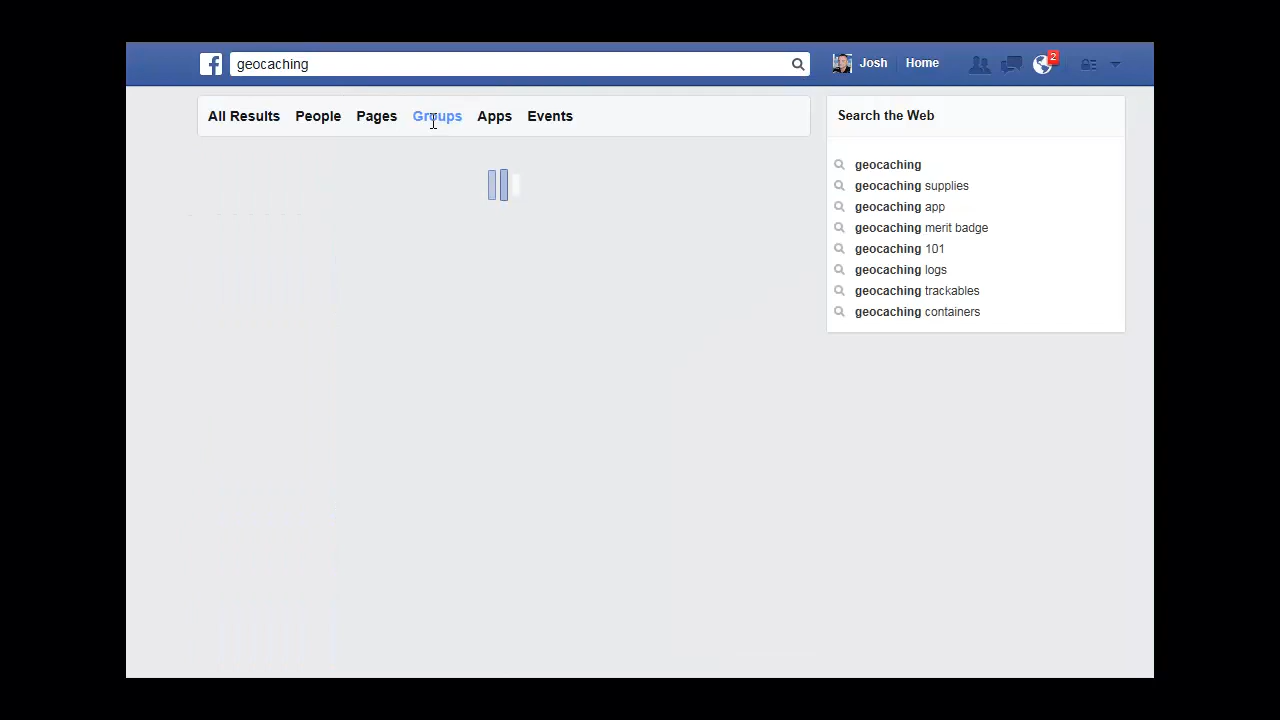 geocaching
Josh Home 2
All Results People Pages Groups Apps Events
Search the Web
geocaching
geocaching supplies
geocaching app
geocaching merit badge
geocaching 101
geocaching logs
geocaching trackables
geocaching containers